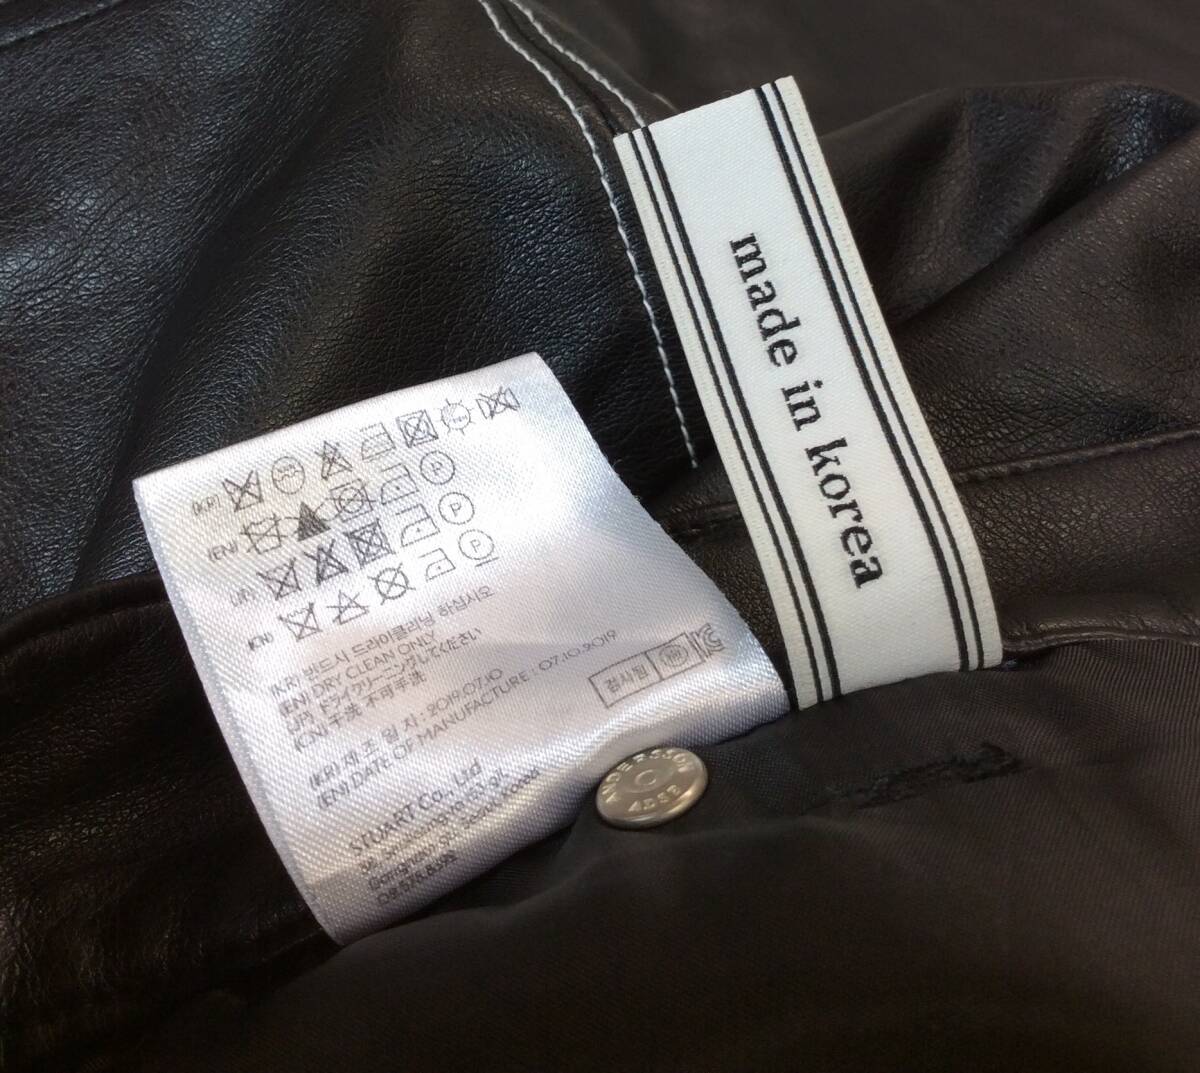 made in korea
(KR)
(EN)
(JP)
(CN)
(KR) 반드시 드라이클리닝 하십시오
(EN) DRY CLEAN ONLY
(JP) ドライクリーニングしてください
(CN) 干洗 不可手洗
(KR) 제 조 일 자 : 2019.07.10
(EN) DATE OF MANUFACTURE : 07.10.2019
검사필
STUART Co., Ltd
Seoul, Korea
ANDERSSON